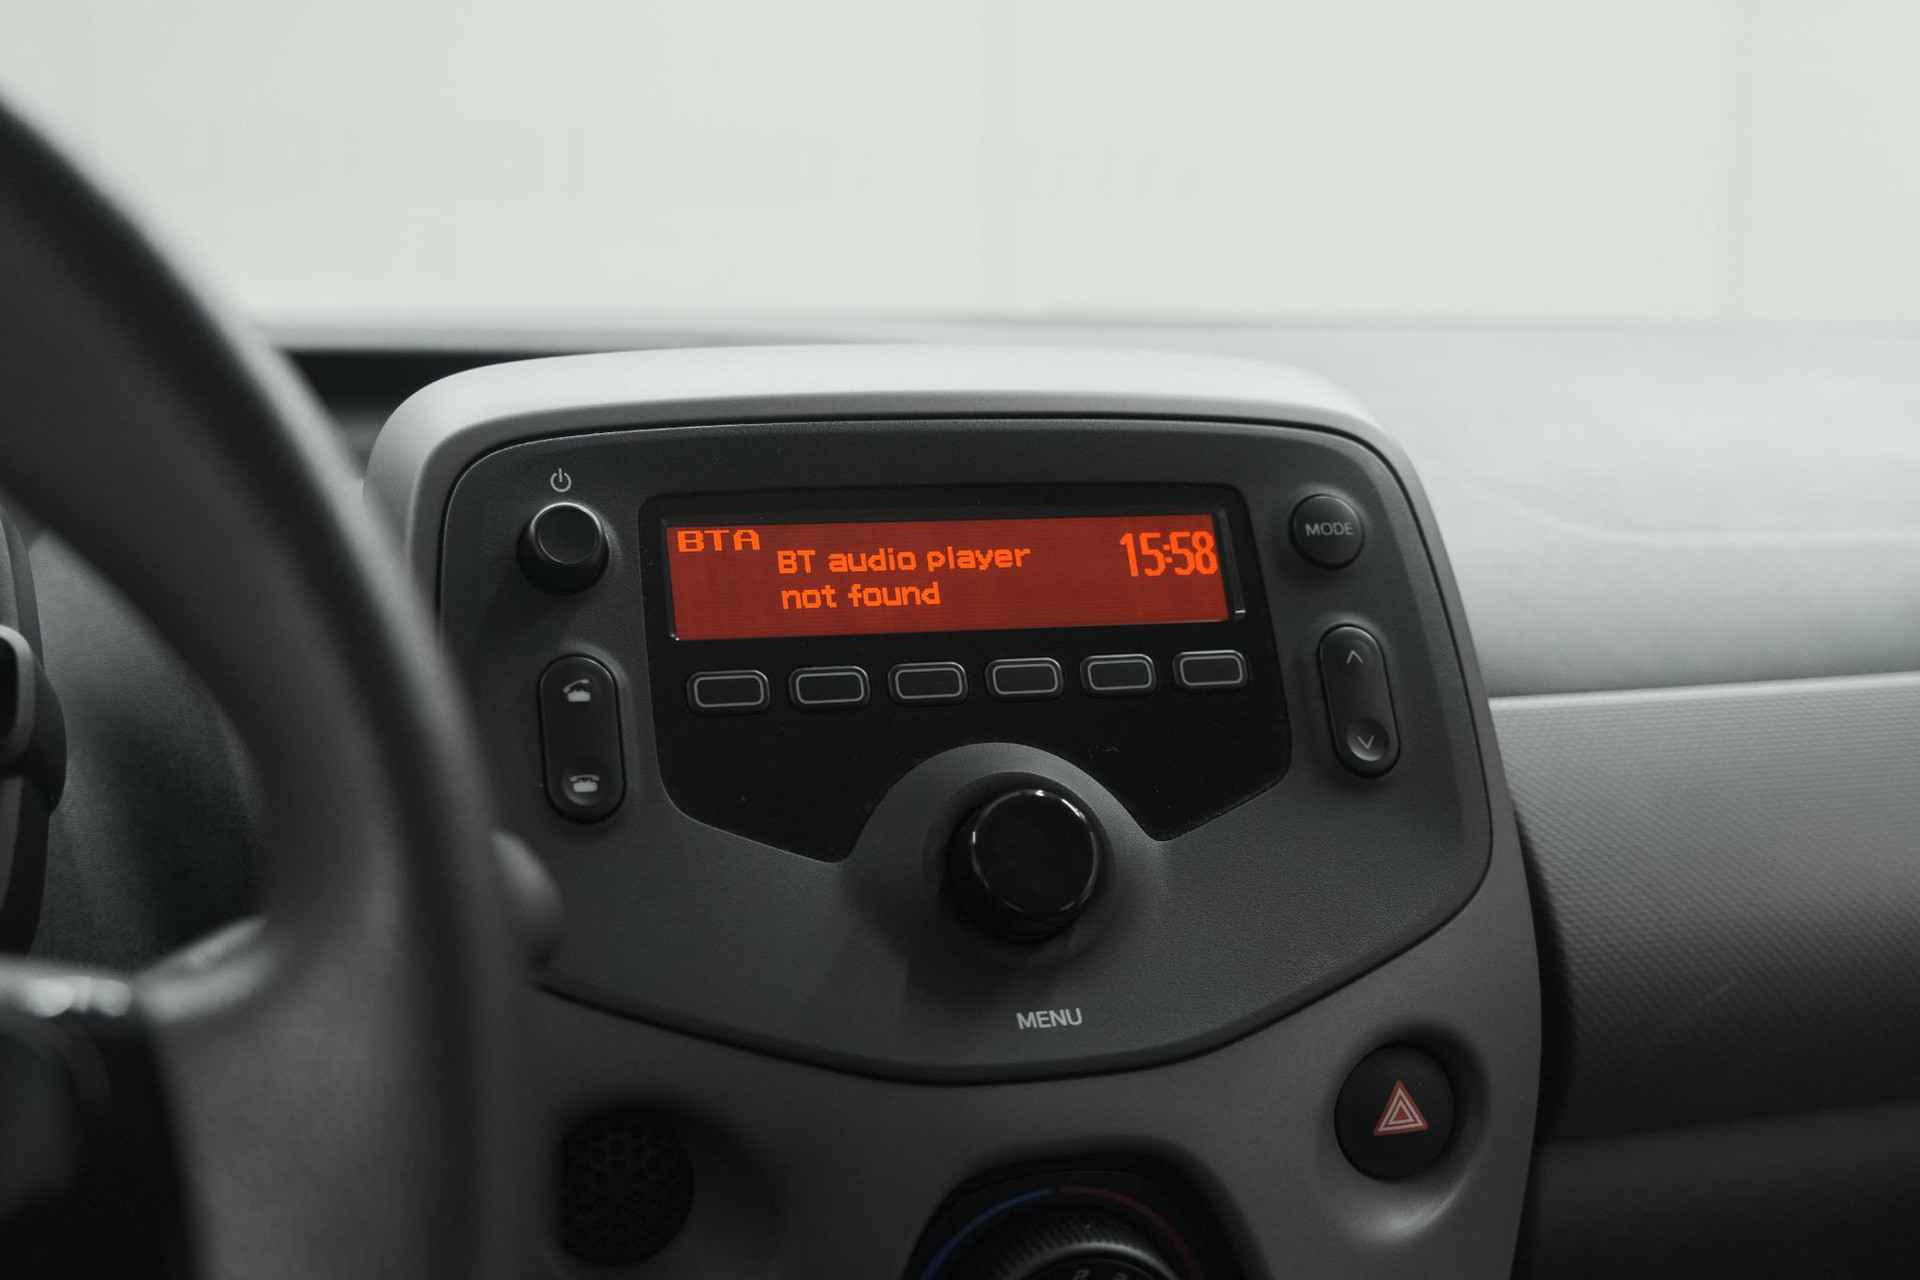 BTA
BT audio player
not found
15:58
MODE
MENU